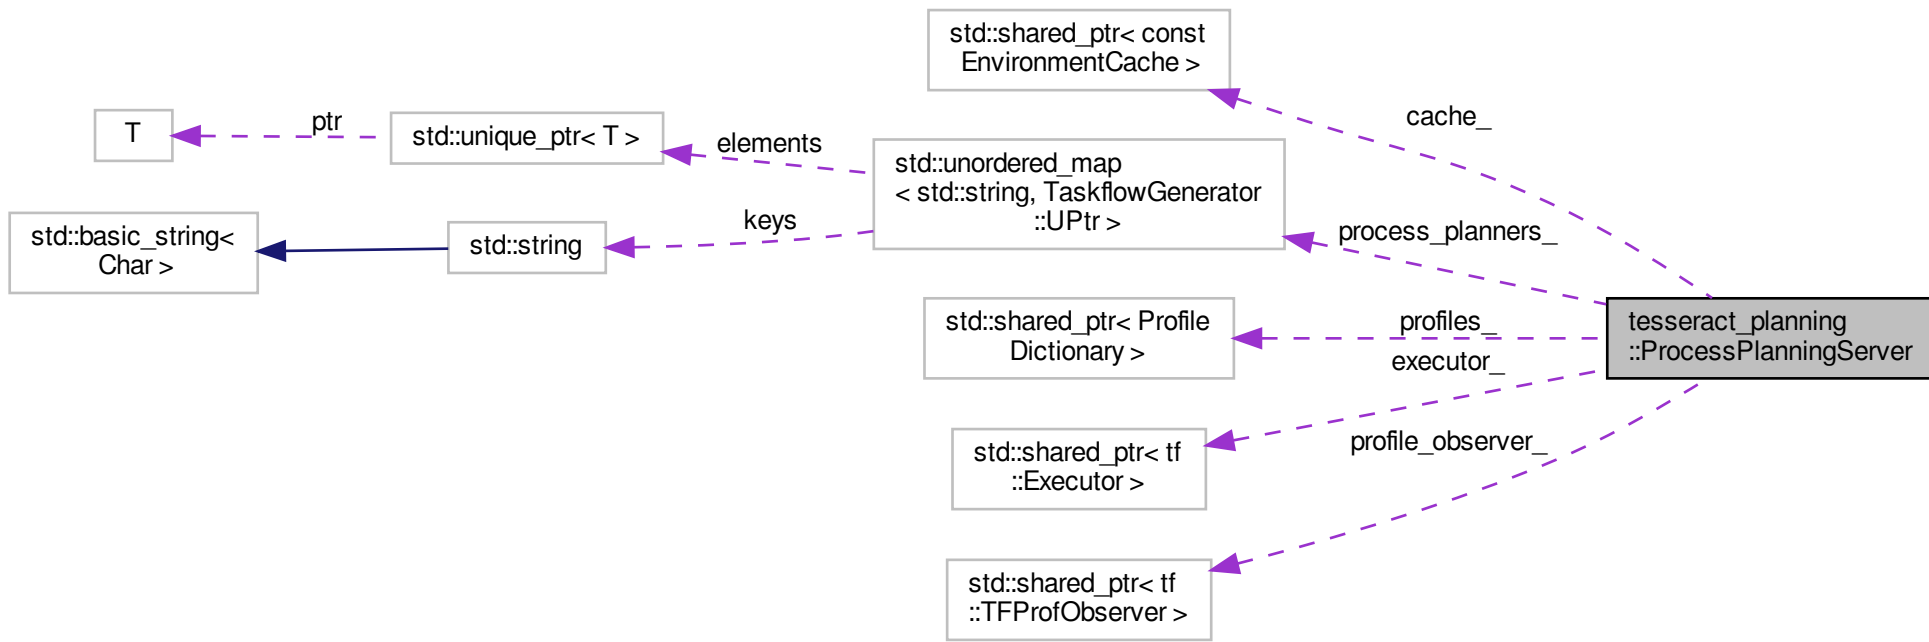 std::shared_ptr< const
EnvironmentCache >
cache_
T
ptr
std::unique_ptr< T >
elements
std::unordered_map
< std::string, TaskflowGenerator
::UPtr >
std::basic_string<
Char >
std::string
keys
process_planners_
std::shared_ptr< Profile
Dictionary >
profiles_
executor_
tesseract_planning
::ProcessPlanningServer
std::shared_ptr< tf
::Executor >
profile_observer_
std::shared_ptr< tf
::TFProfObserver >